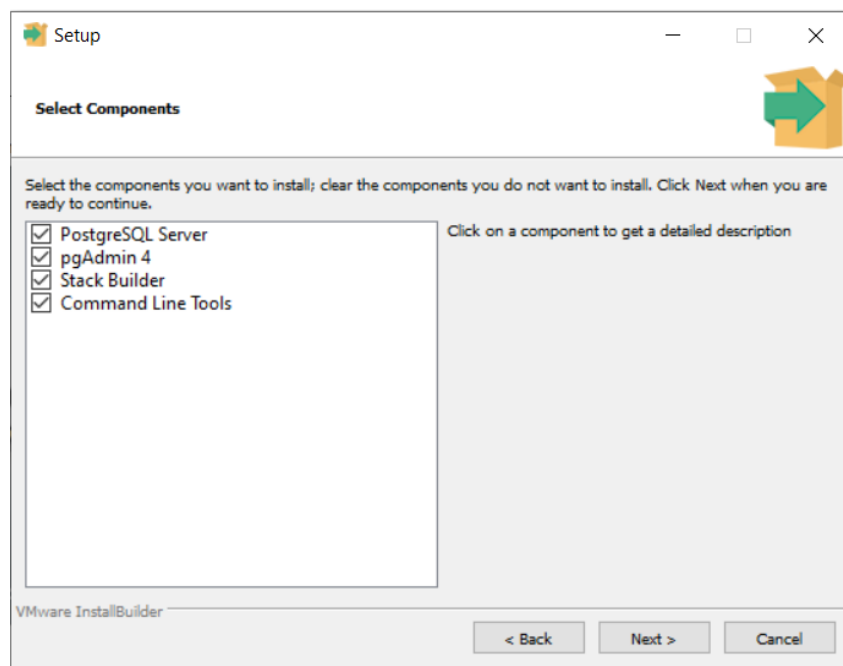 Setup
Select Components
Select the components you want to install; clear the components you do not want to install. Click Next when you are
ready to continue.
PostgreSQL Server
pgAdmin 4
Stack Builder
Command Line Tools
Click on a component to get a detailed description
VMware InstallBuilder
< Back
Next >
Cancel